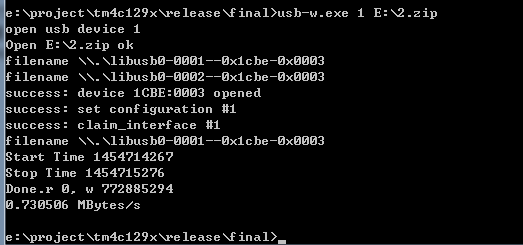 e:\project\tm4c129x\release\final>usb-w.exe 1 E:\2.zip
open usb device 1
Open E:\2.zip ok
filename \\.\libusb0-0001--0x1cbe-0x0003
filename \\.\libusb0-0002--0x1cbe-0x0003
success: device 1CBE:0003 opened
success: set configuration #1
success: claim_interface #1
filename \\.\libusb0-0001--0x1cbe-0x0003
Start Time 1454714267
Stop Time 1454715276
Done.r 0, w 772885294
0.730506 MBytes/s
e:\project\tm4c129x\release\final>_